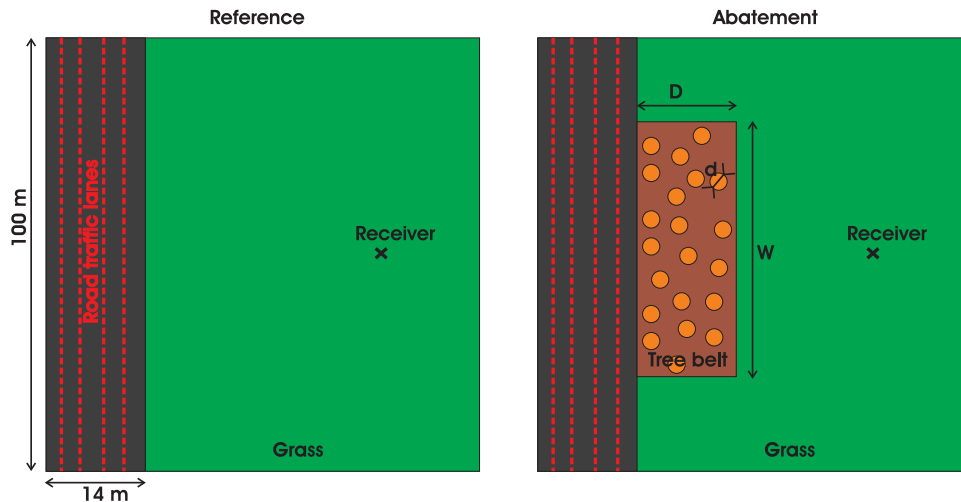 Reference
Abatement
100 m
Road traffic lanes
Receiver
Grass
14 m
D
d
W
Receiver
Tree belt
Grass